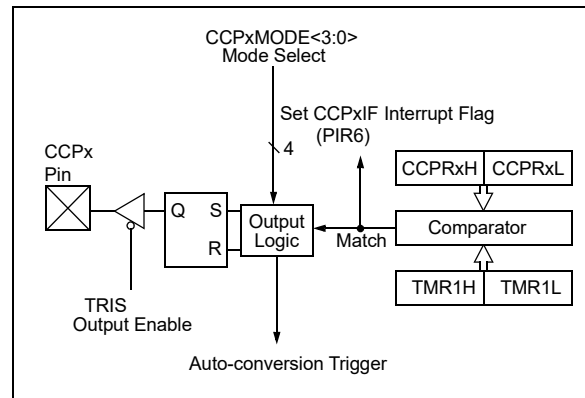 CCPxMODE<3:0>
Mode Select
Set CCPxIF Interrupt Flag
(PIR6)
4
CCPx
Pin
CCPRxH CCPRxL
Q S
R
Output
Logic
Match
Comparator
TMR1H TMR1L
TRIS
Output Enable
Auto-conversion Trigger